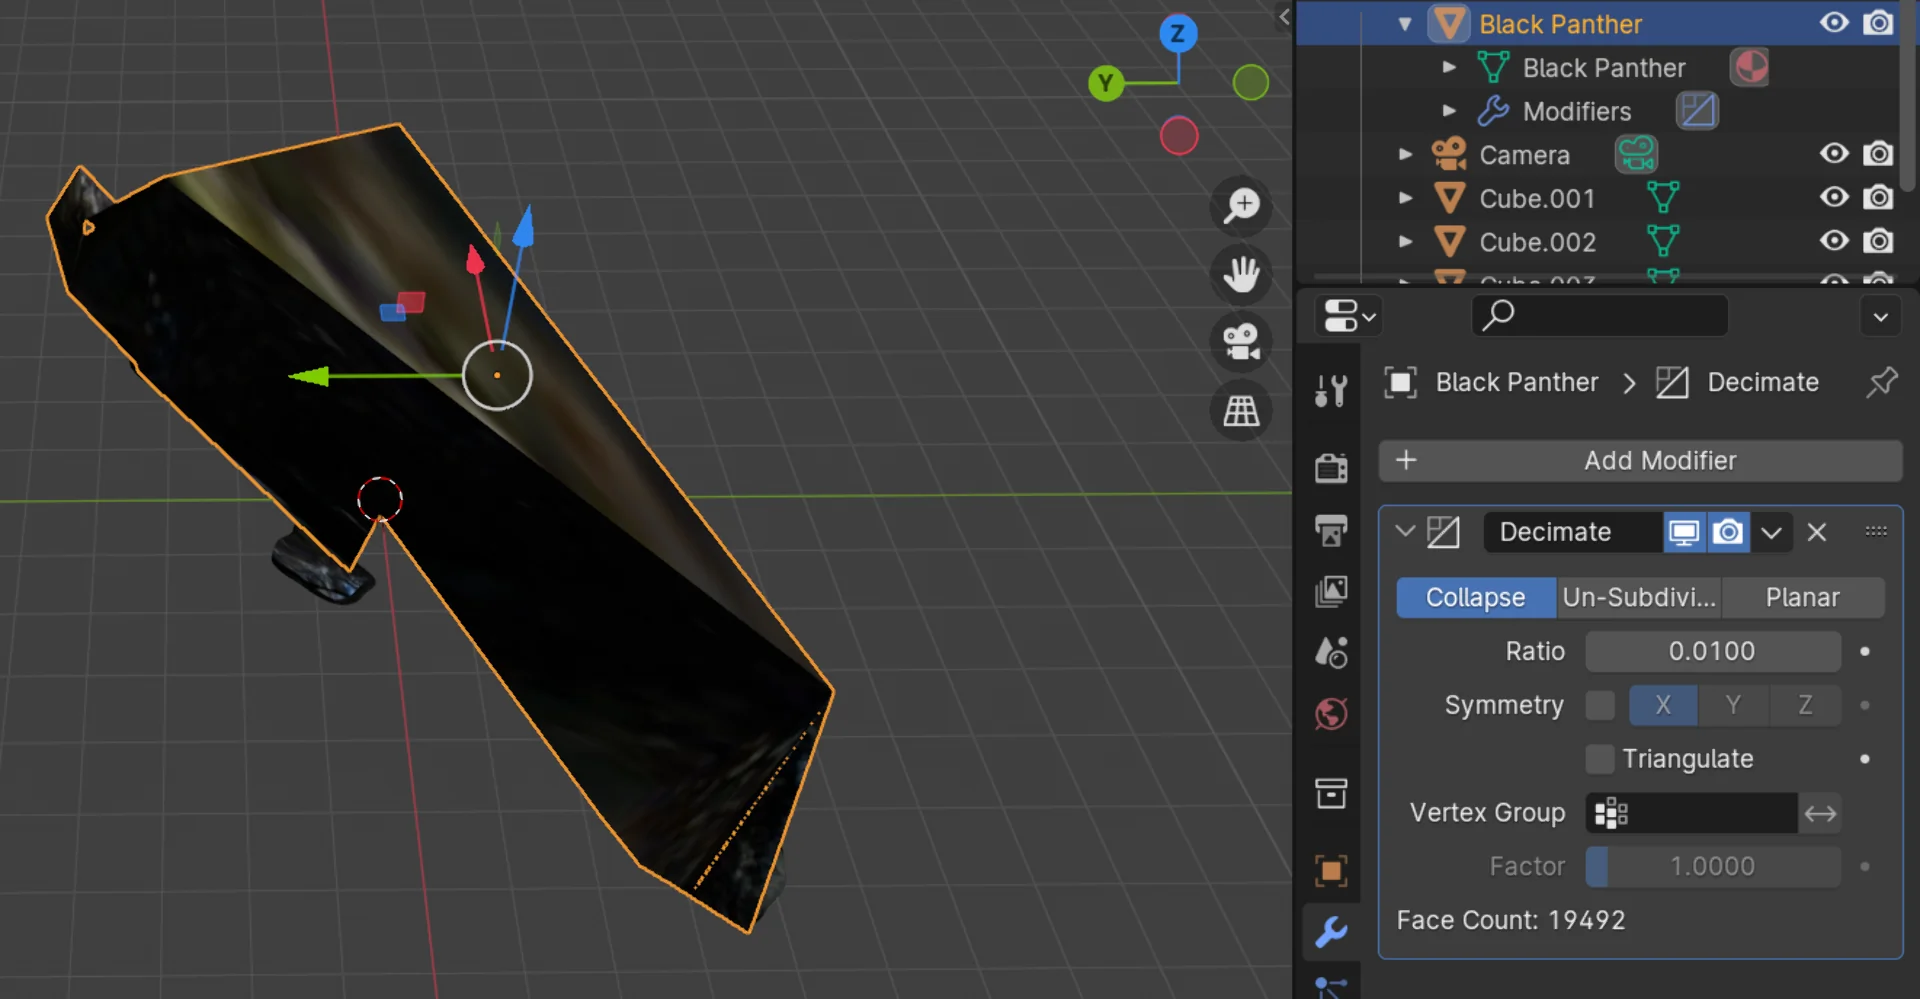 Z
Y
Black Panther
Black Panther
Modifiers
Camera
Cube.001
Cube.002
Black Panther > Decimate
+ Add Modifier
Decimate
Collapse Un-Subdivi... Planar
Ratio 0.0100
Symmetry X Y Z
Triangulate
Vertex Group
Factor 1.0000
Face Count: 19492